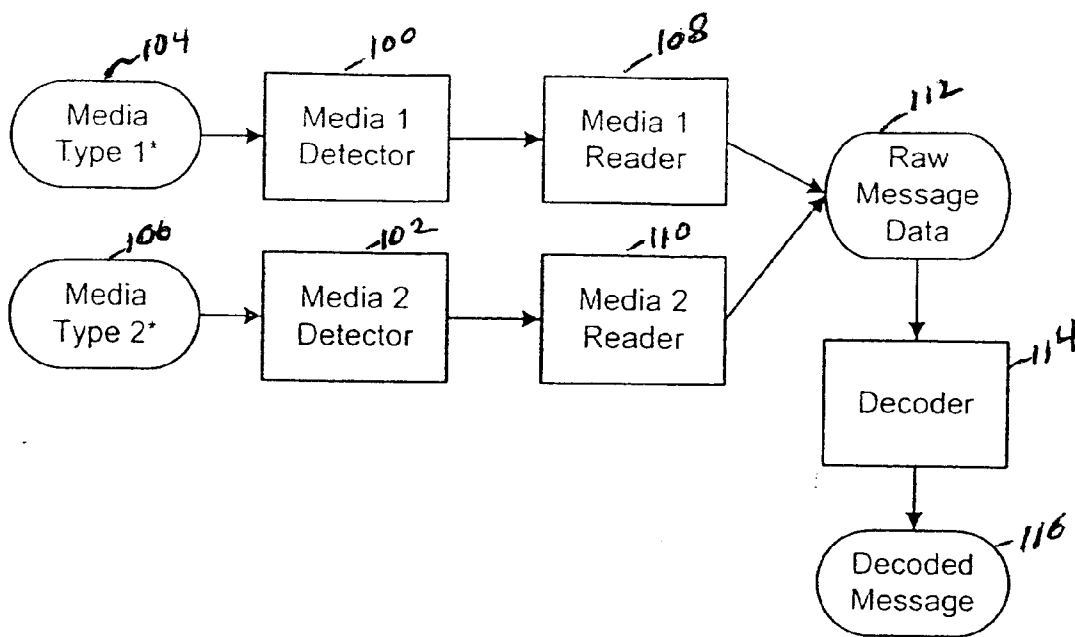 104
100
108
112
Media
Type 1*
Media 1
Detector
Media 1
Reader
Raw
Message
Data
106
102
110
Media
Type 2*
Media 2
Detector
Media 2
Reader
114
Decoder
116
Decoded
Message